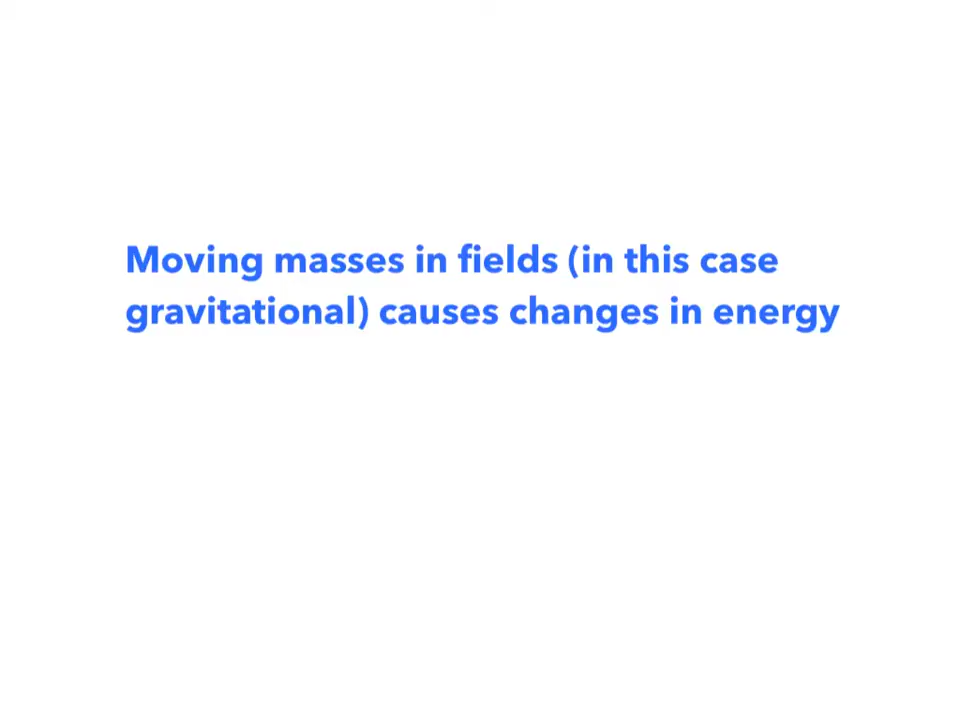 Moving masses in fields (in this case
gravitational) causes changes in energy